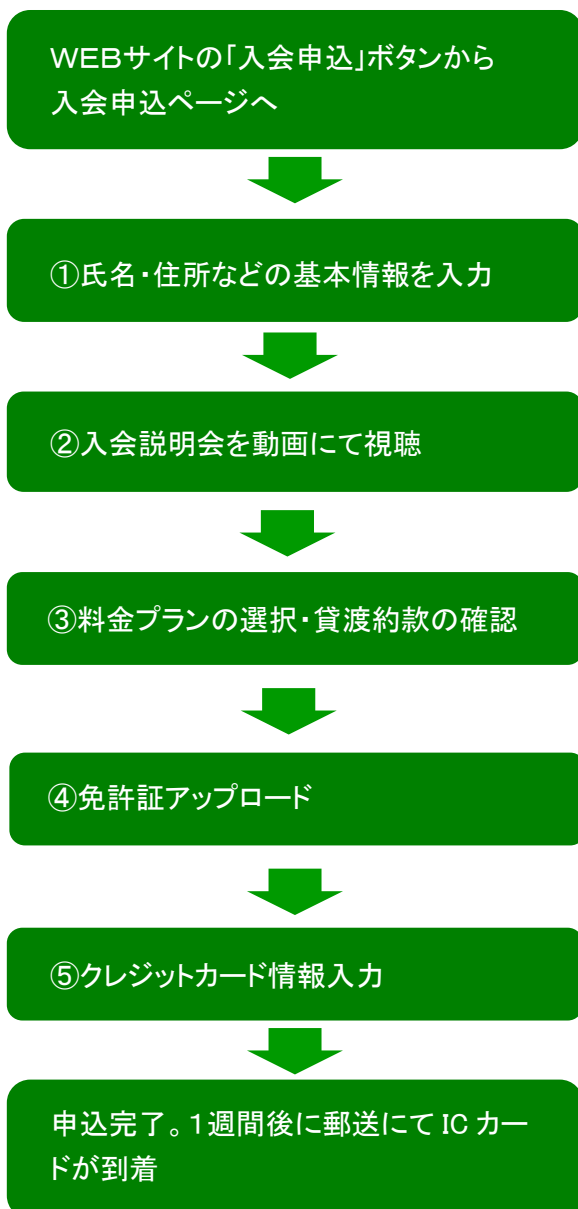 WEBサイトの「入会申込」ボタンから
入会申込ページへ
①氏名・住所などの基本情報を入力
②入会説明会を動画にて視聴
③料金プランの選択・貸渡約款の確認
④免許証アップロード
⑤クレジットカード情報入力
申込完了。1週間後に郵送にて IC カー
ドが到着